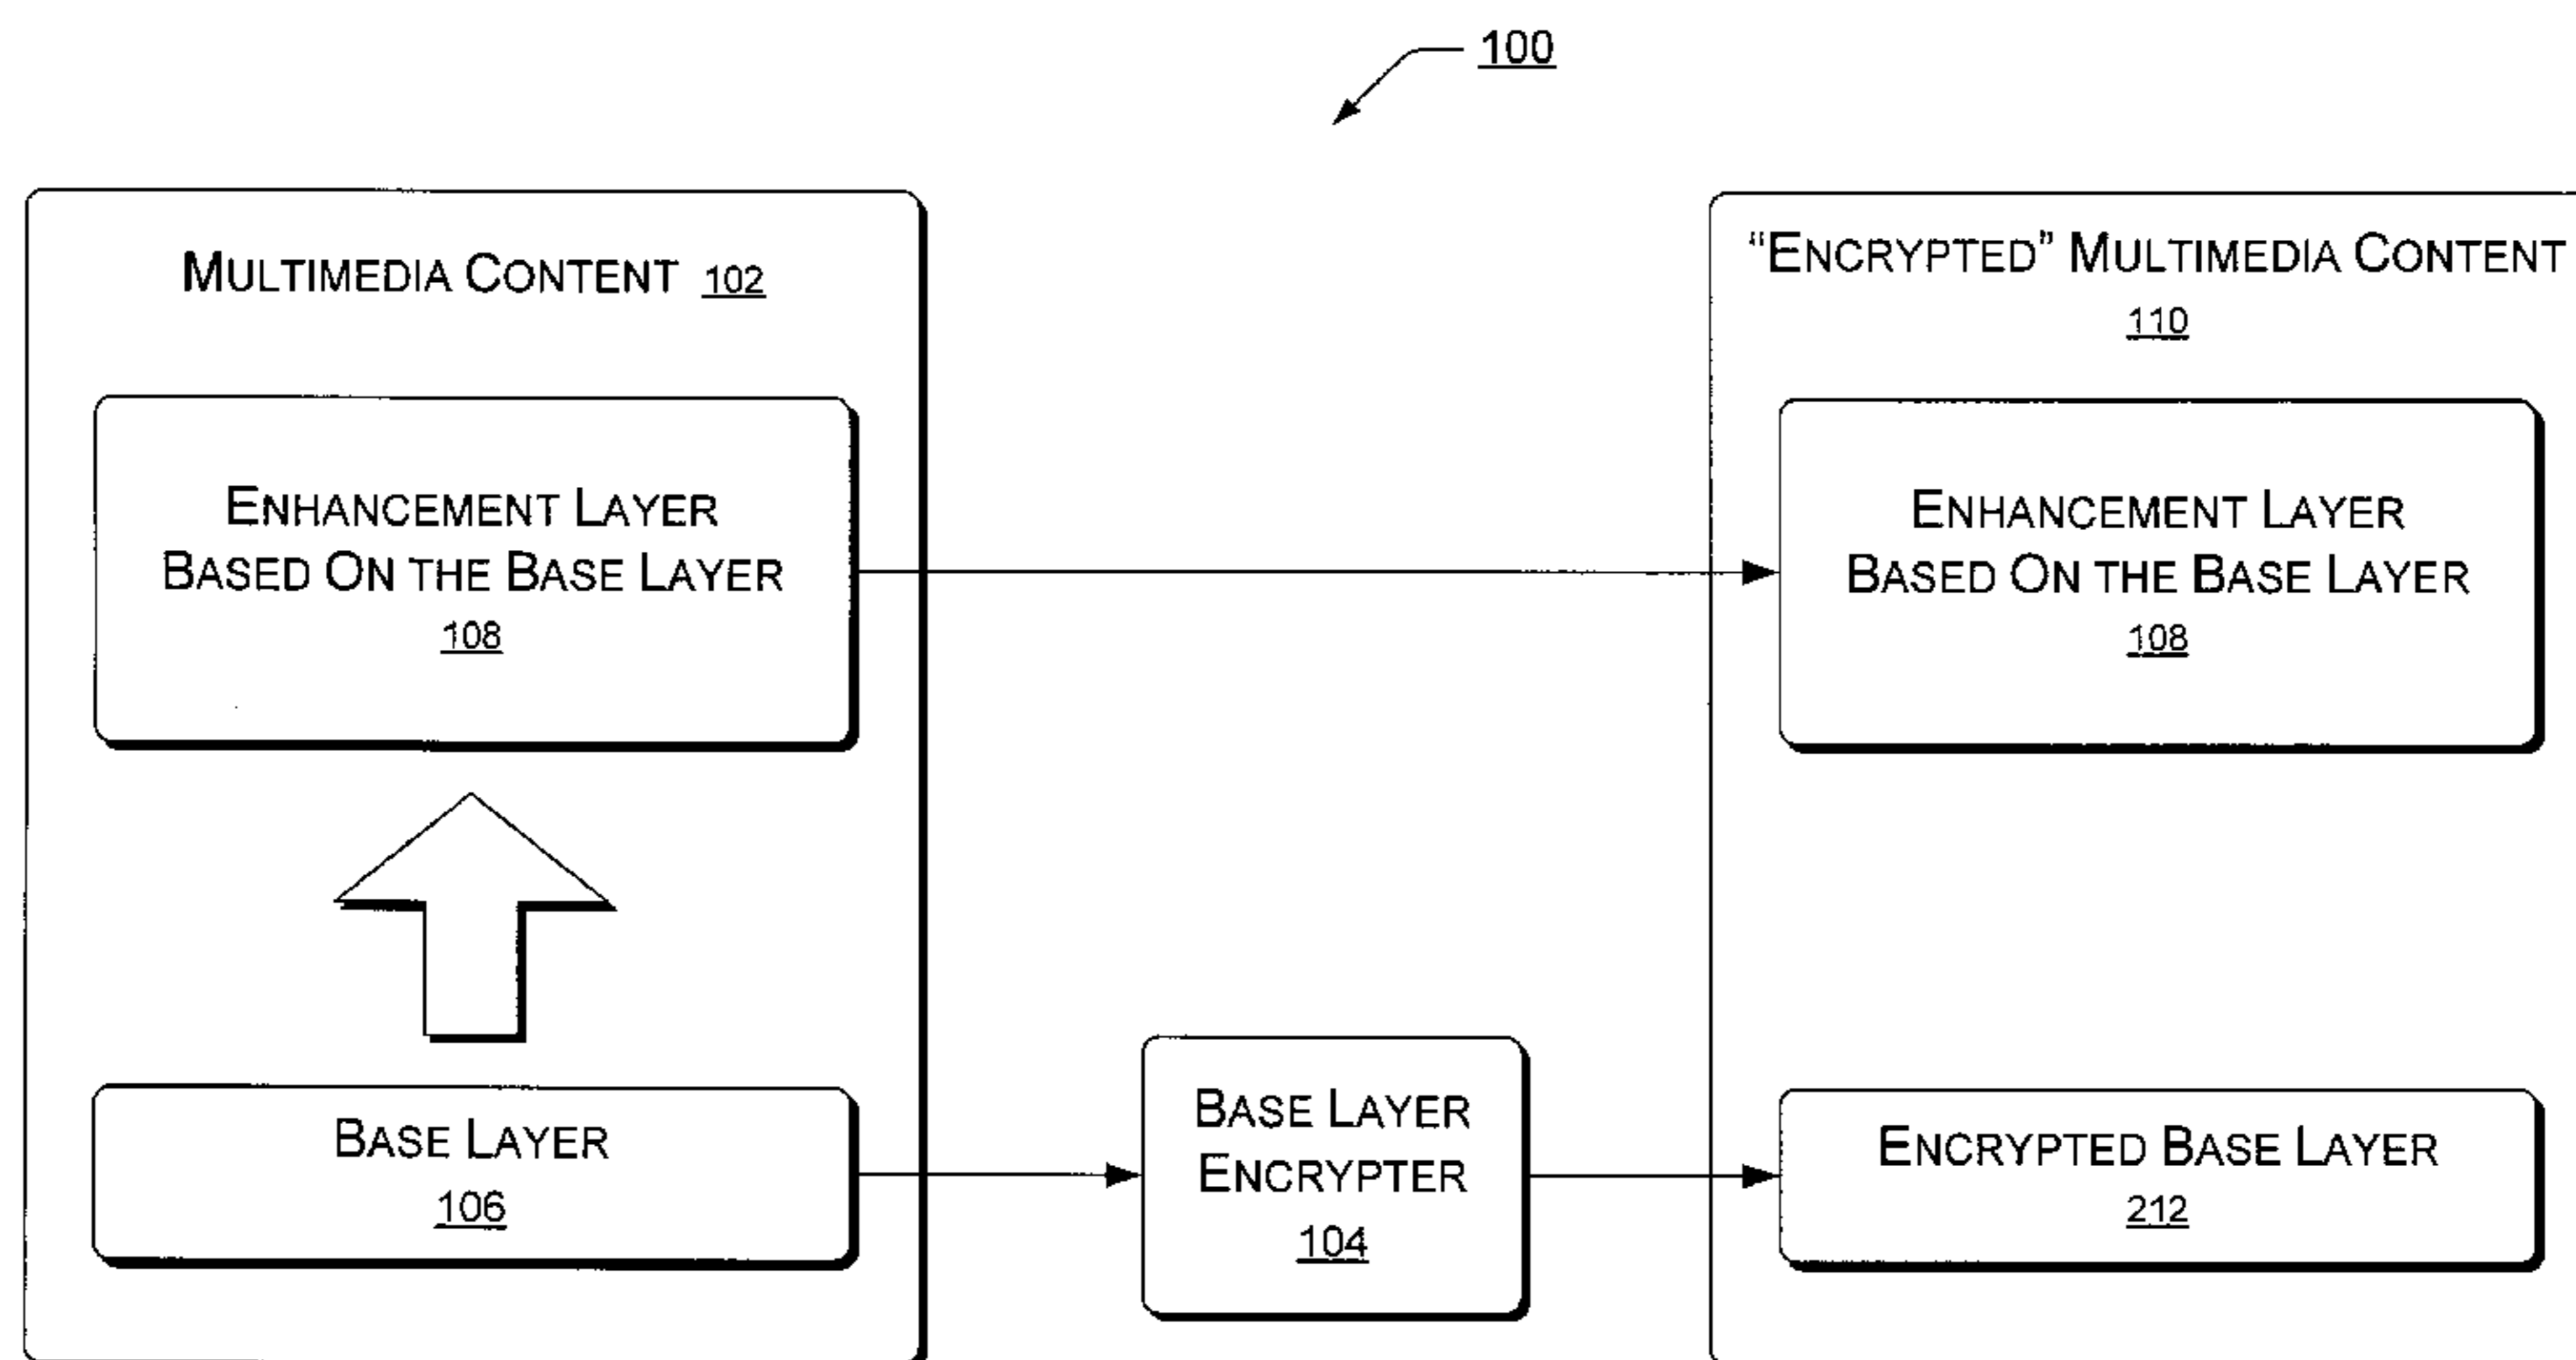 100
MULTIMEDIA CONTENT 102
ENHANCEMENT LAYER
BASED ON THE BASE LAYER
108
BASE LAYER
106
BASE LAYER
ENCRYPTER
104
“ENCRYPTED” MULTIMEDIA CONTENT
110
ENHANCEMENT LAYER
BASED ON THE BASE LAYER
108
ENCRYPTED BASE LAYER
212